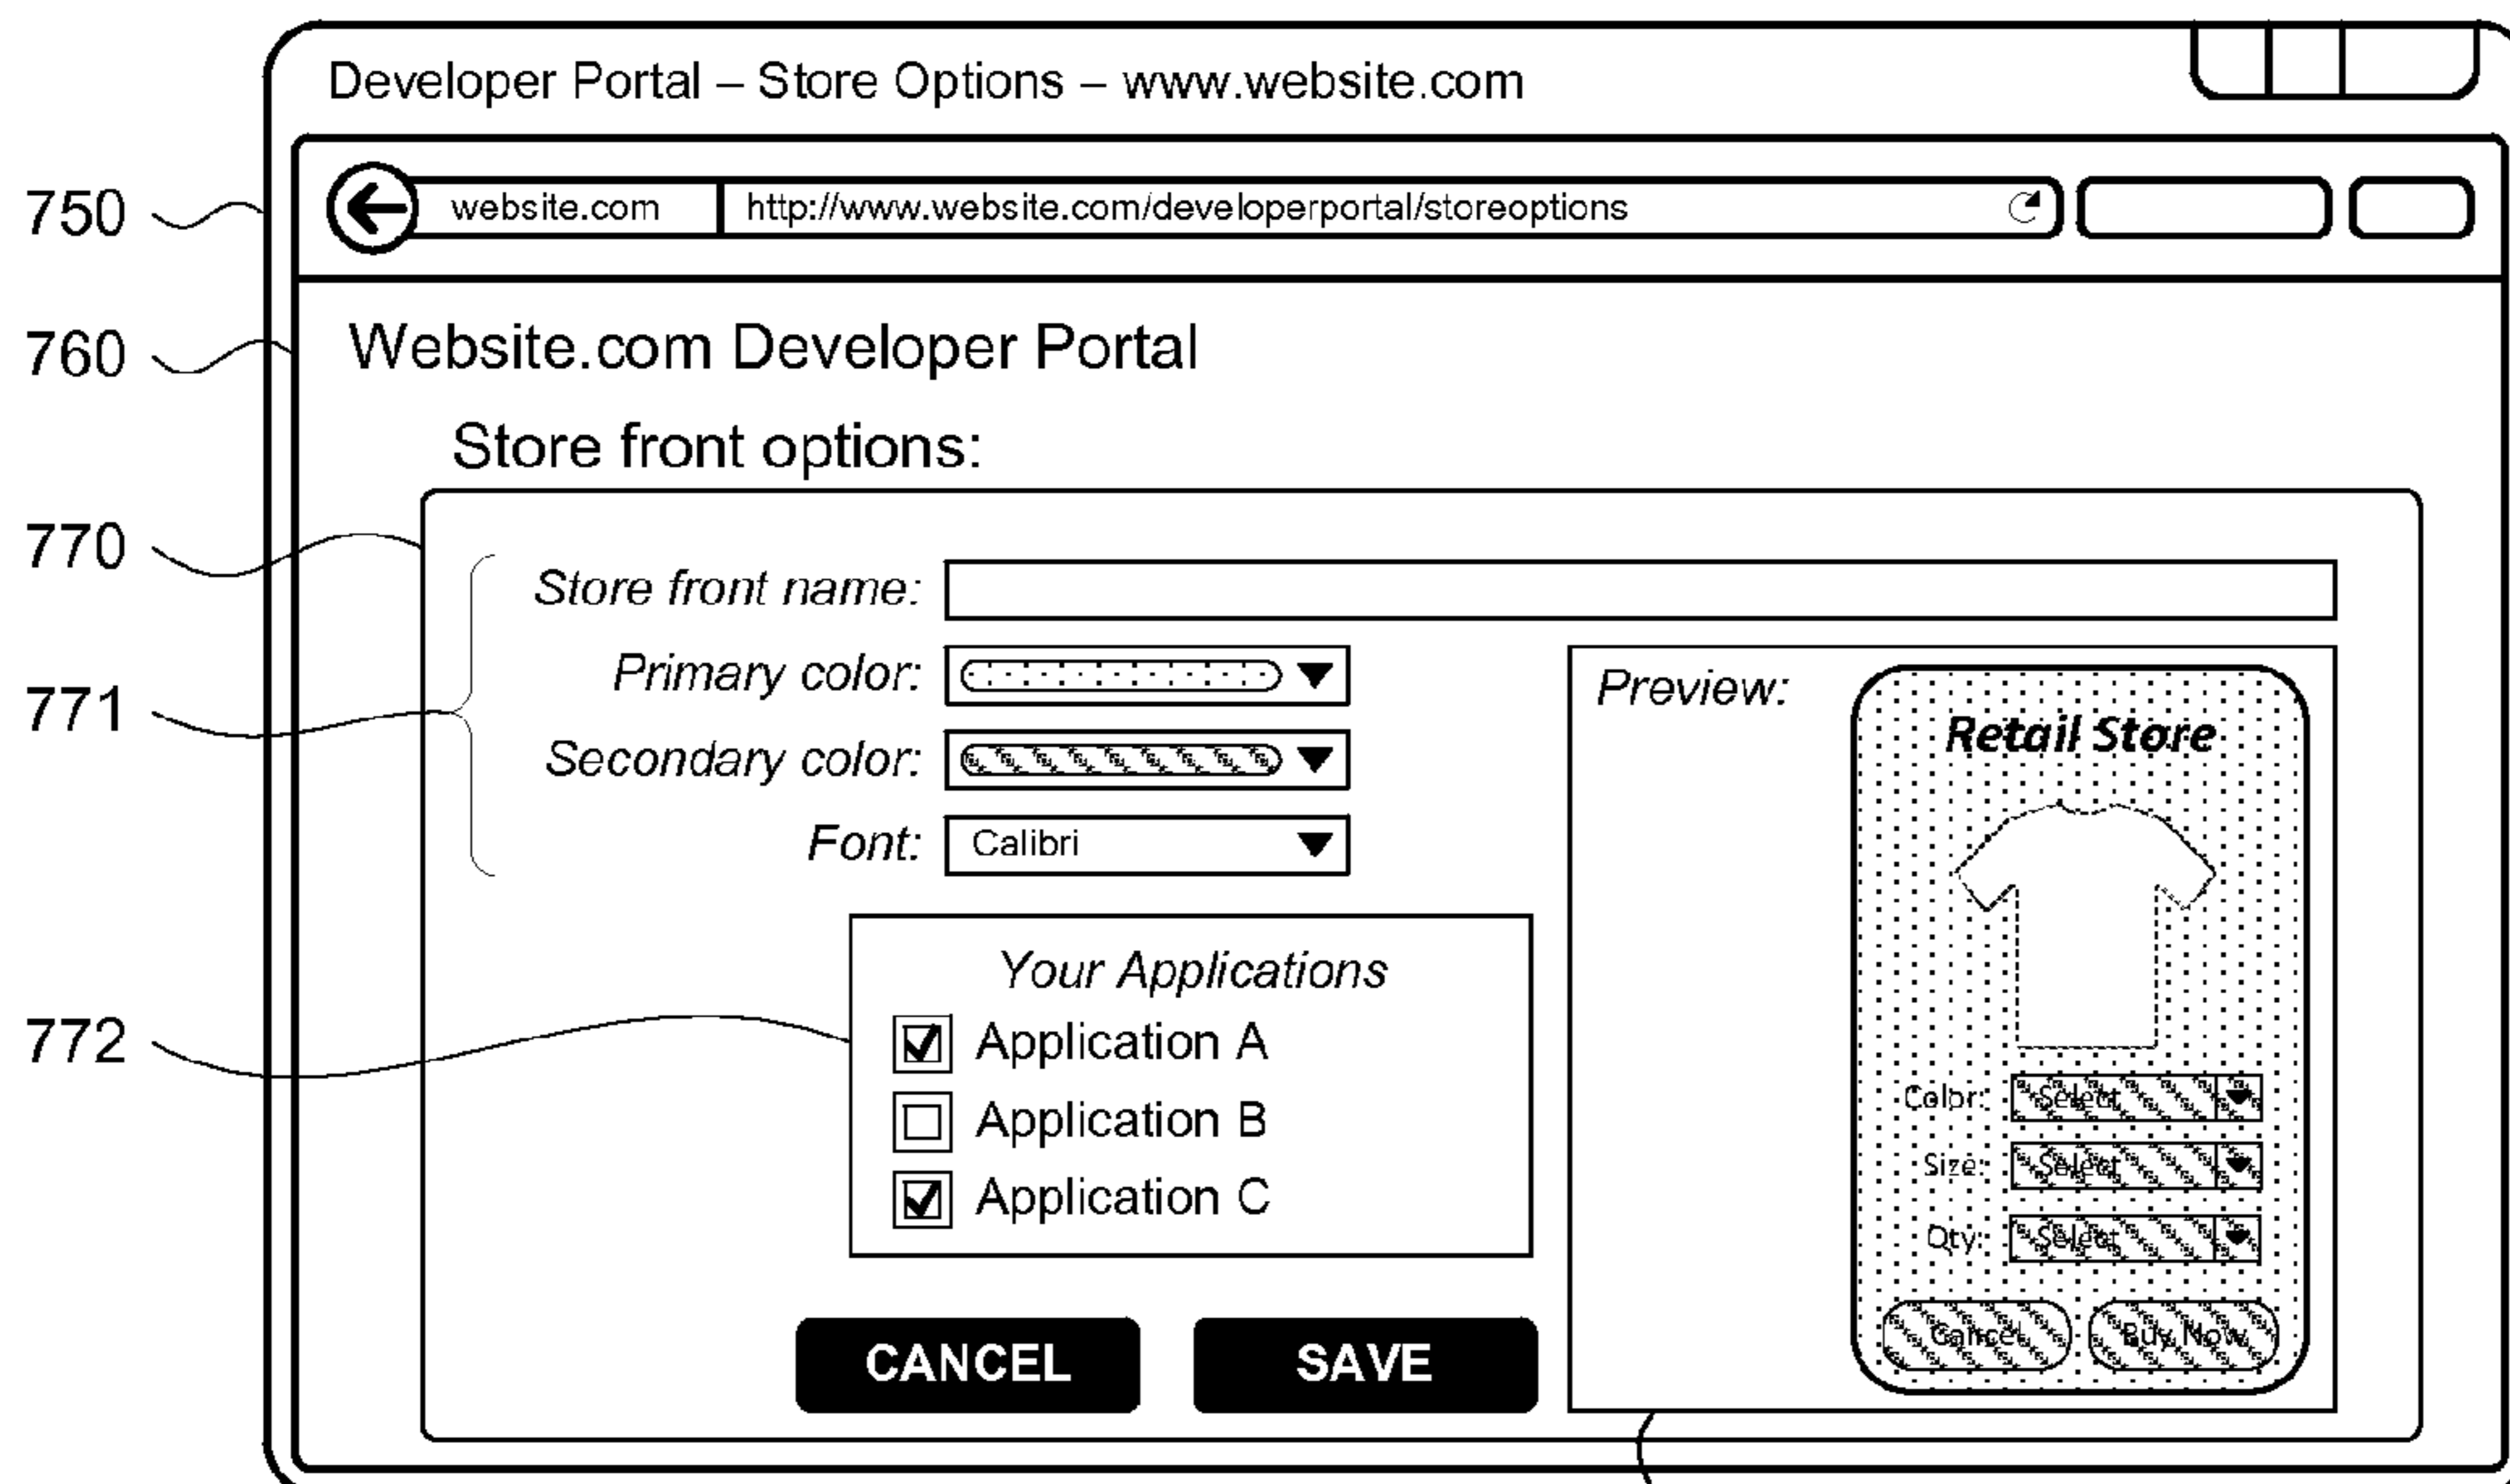 Developer Portal – Store Options – www.website.com
750
website.com
http://www.website.com/developerportal/storeoptions
760
Website.com Developer Portal
Store front options:
770
Store front name:
Primary color:
Preview:
Retail Store
771
Secondary color:
Font: Calibri
Your Applications
772
Application A
Application B
Application C
Color: Select
Size: Select
Qty: Select
CANCEL
SAVE
Cancel
Buy Now